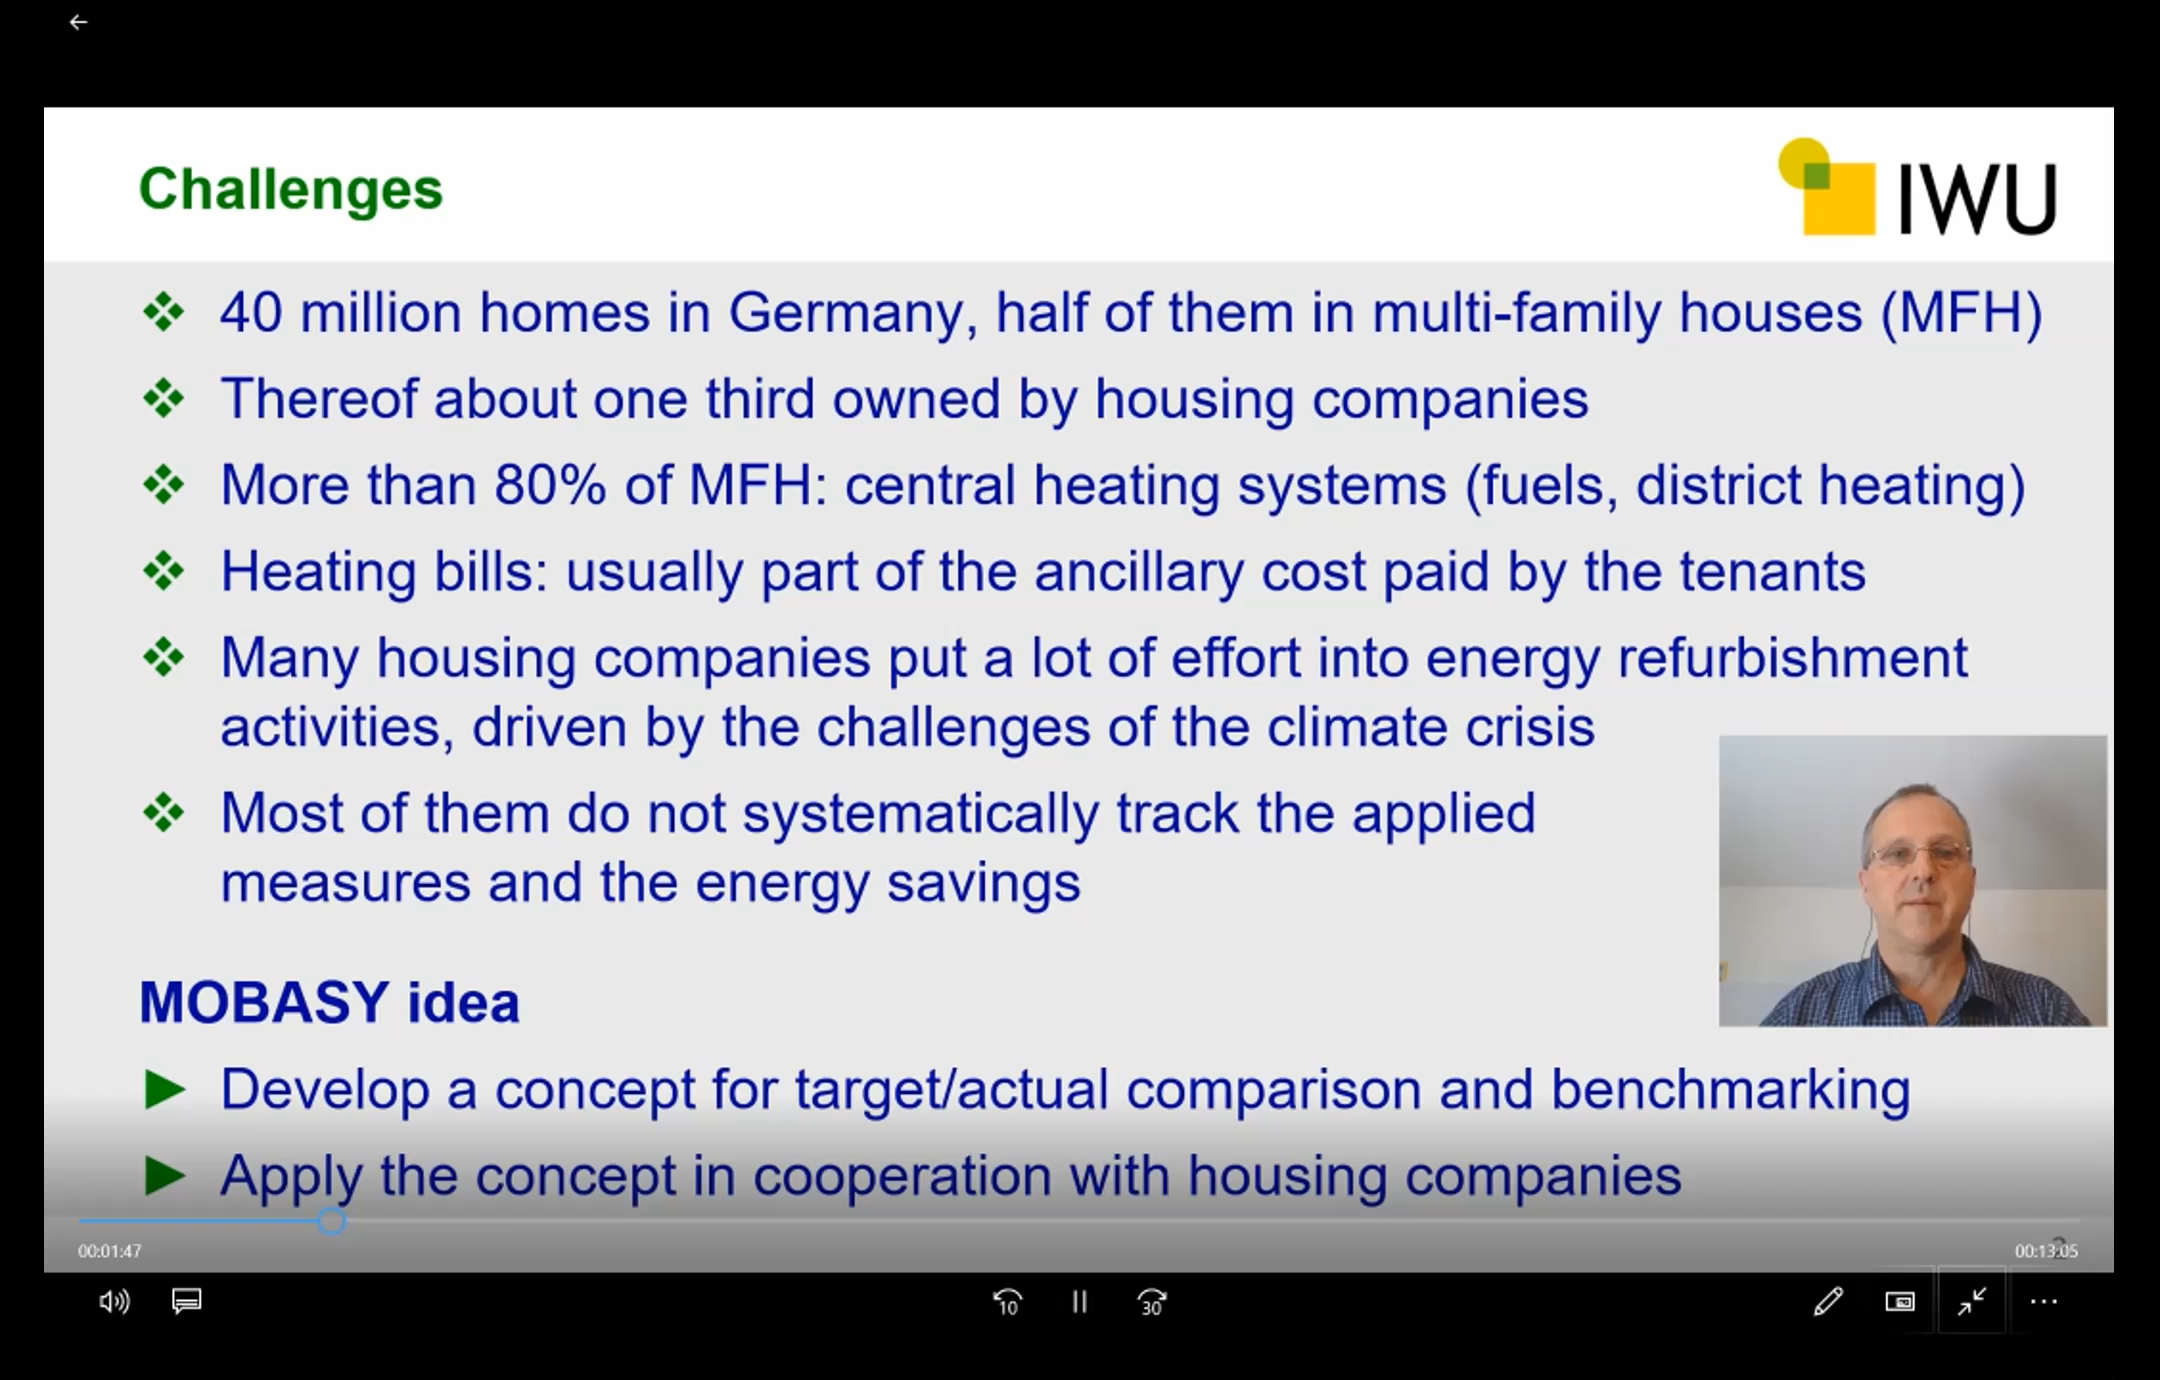 Challenges
IWU
40 million homes in Germany, half of them in multi-family houses (MFH)
Thereof about one third owned by housing companies
More than 80% of MFH: central heating systems (fuels, district heating)
Heating bills: usually part of the ancillary cost paid by the tenants
Many housing companies put a lot of effort into energy refurbishment
activities, driven by the challenges of the climate crisis
Most of them do not systematically track the applied
measures and the energy savings
MOBASY idea
Develop a concept for target/actual comparison and benchmarking
Apply the concept in cooperation with housing companies
00:01:47
00:13:05
2
10
30